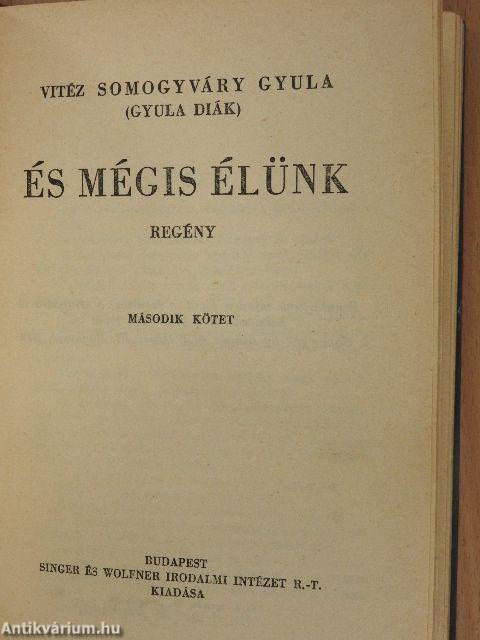 VITÉZ SOMOGYVÁRY GYULA
(GYULA DIÁK)
ÉS MÉGIS ÉLÜNK
REGÉNY
MÁSODIK KÖTET
BUDAPEST
SINGER ÉS WOLFNER IRODALMI INTÉZET R.-T.
KIADÁSA
Antikvárium.hu